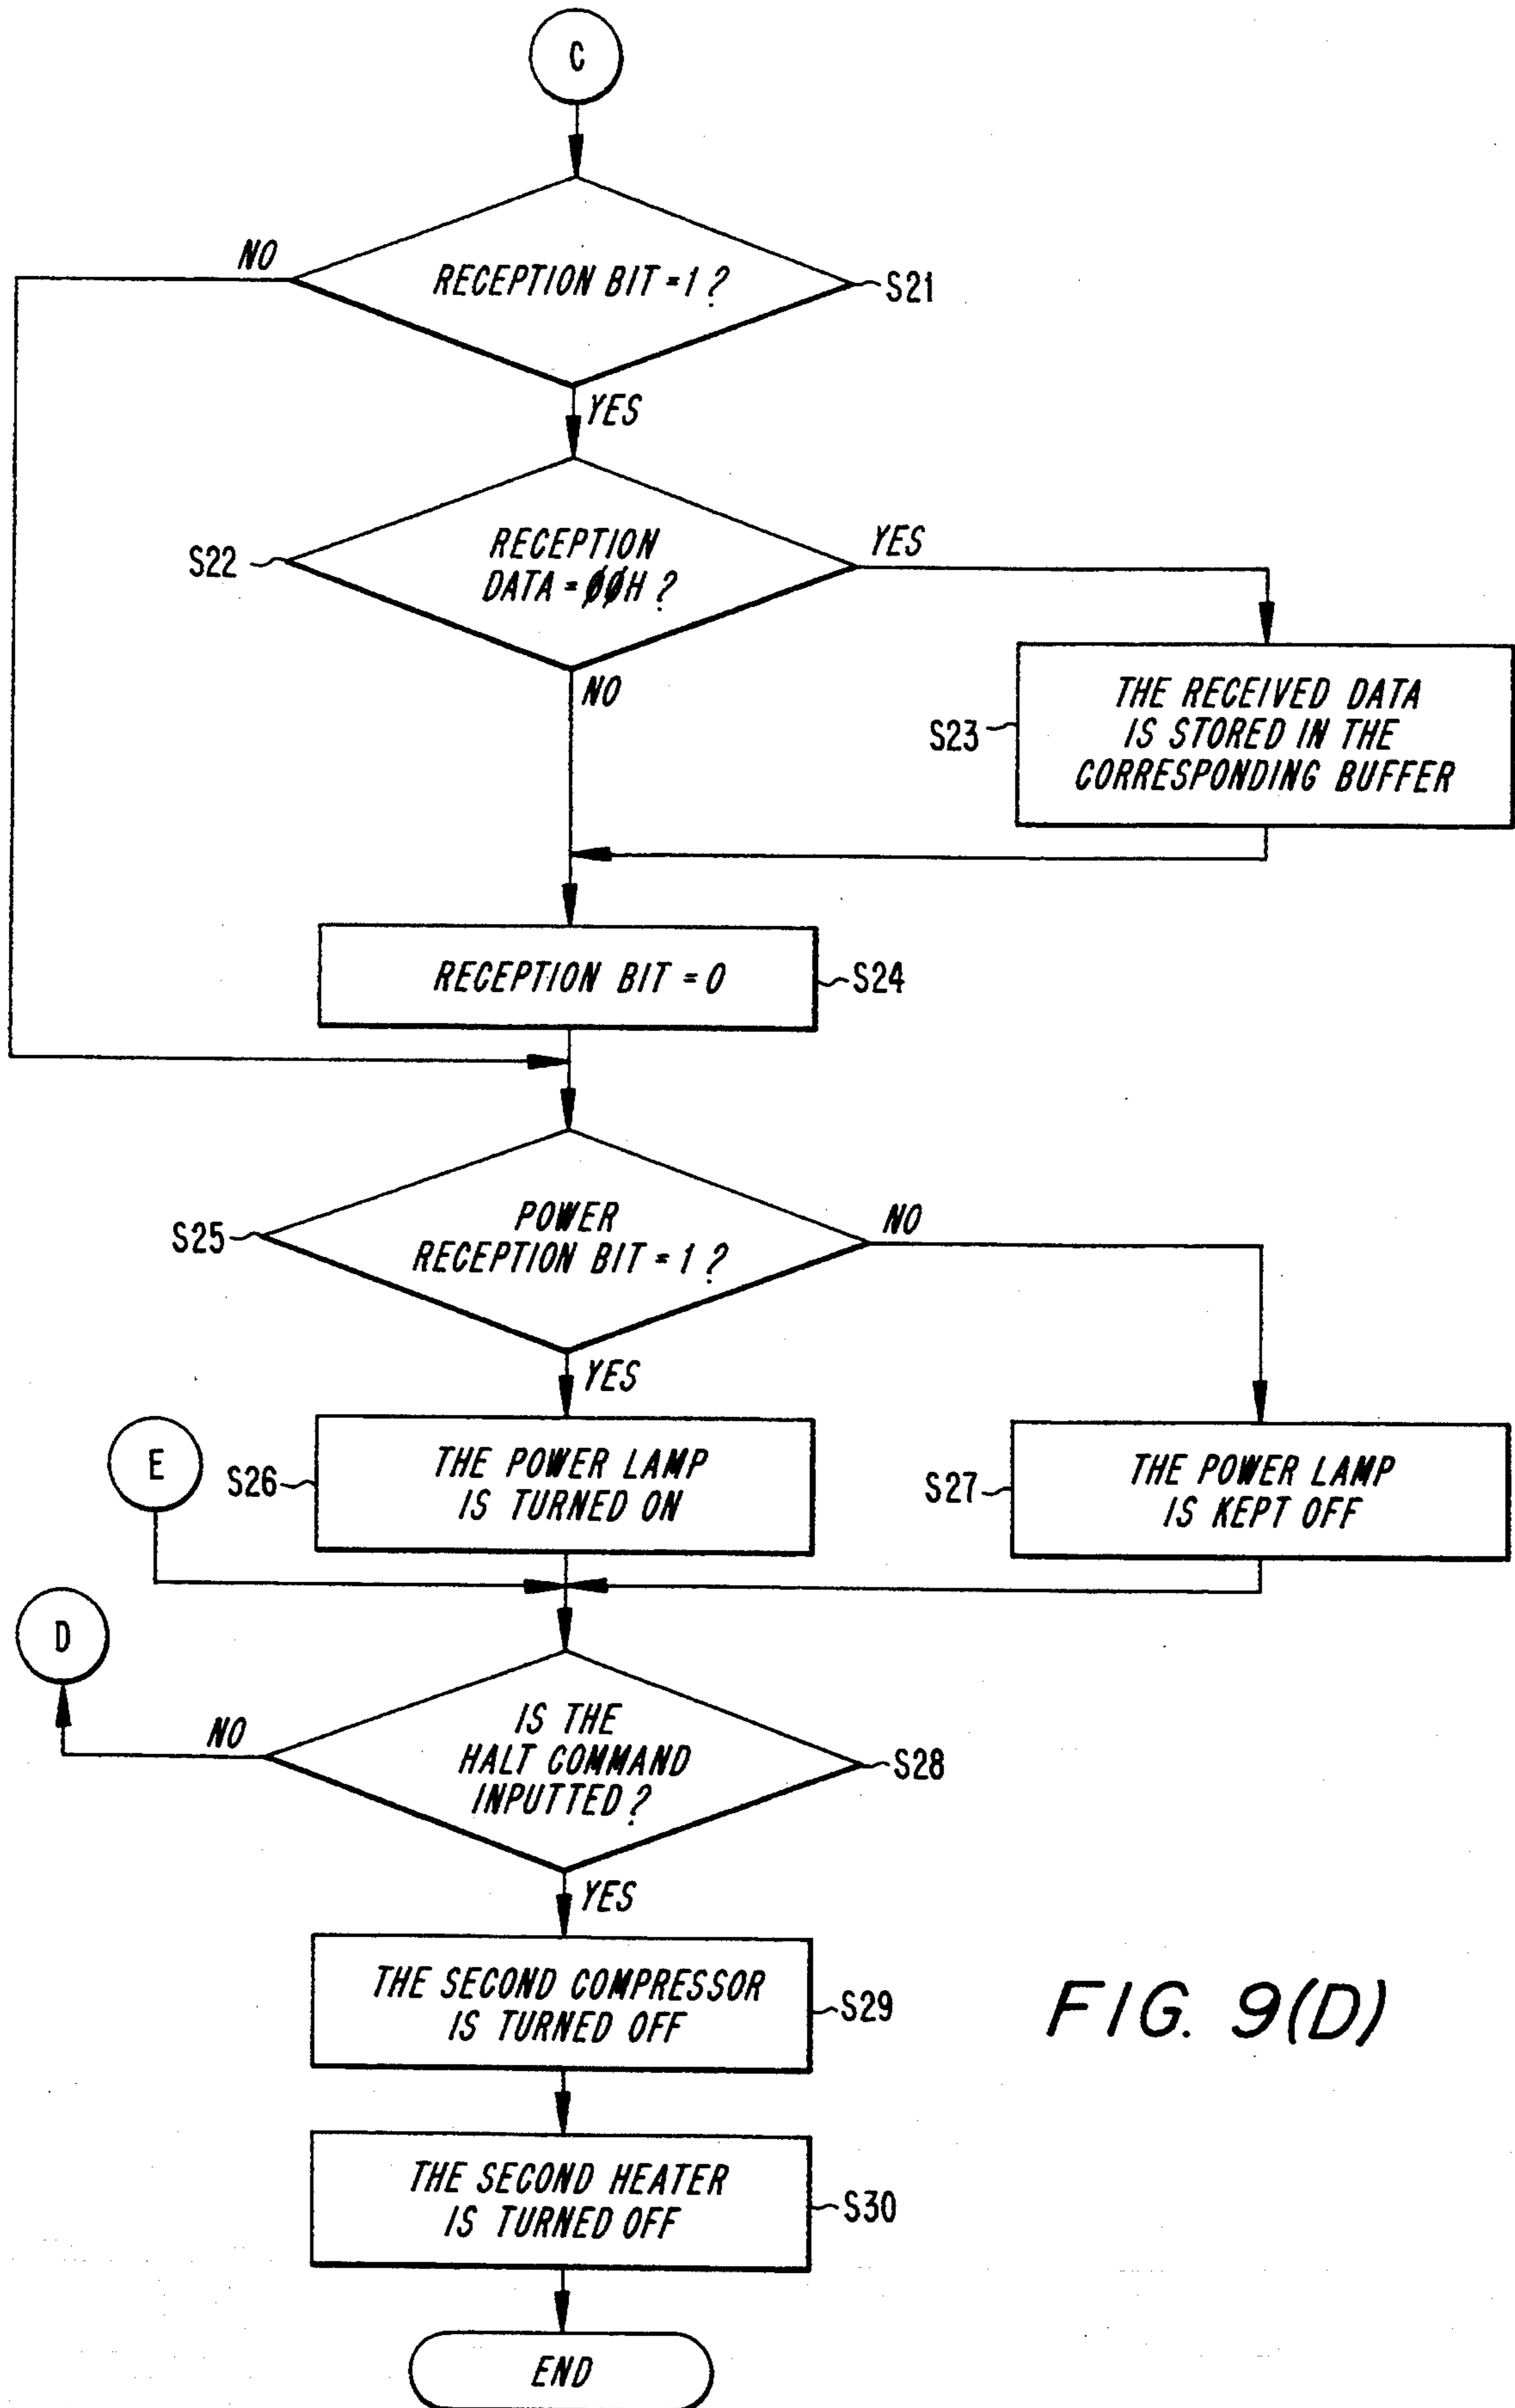 C
NO
RECEPTION BIT = 1 ?
S21
YES
S22
RECEPTION
DATA = ØØH ?
YES
NO
S23
THE RECEIVED DATA
IS STORED IN THE
CORRESPONDING BUFFER
RECEPTION BIT = 0
S24
S25
POWER
RECEPTION BIT = 1 ?
NO
YES
E
S26
THE POWER LAMP
IS TURNED ON
S27
THE POWER LAMP
IS KEPT OFF
D
NO
IS THE
HALT COMMAND
INPUTTED ?
S28
YES
THE SECOND COMPRESSOR
IS TURNED OFF
S29
FIG. 9(D)
THE SECOND HEATER
IS TURNED OFF
S30
END